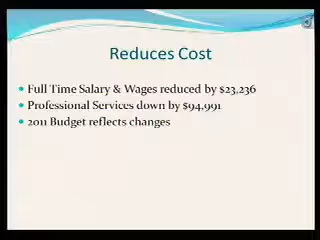 Reduces Cost
Full Time Salary & Wages reduced by $23,236
Professional Services down by $94,991
2011 Budget reflects changes